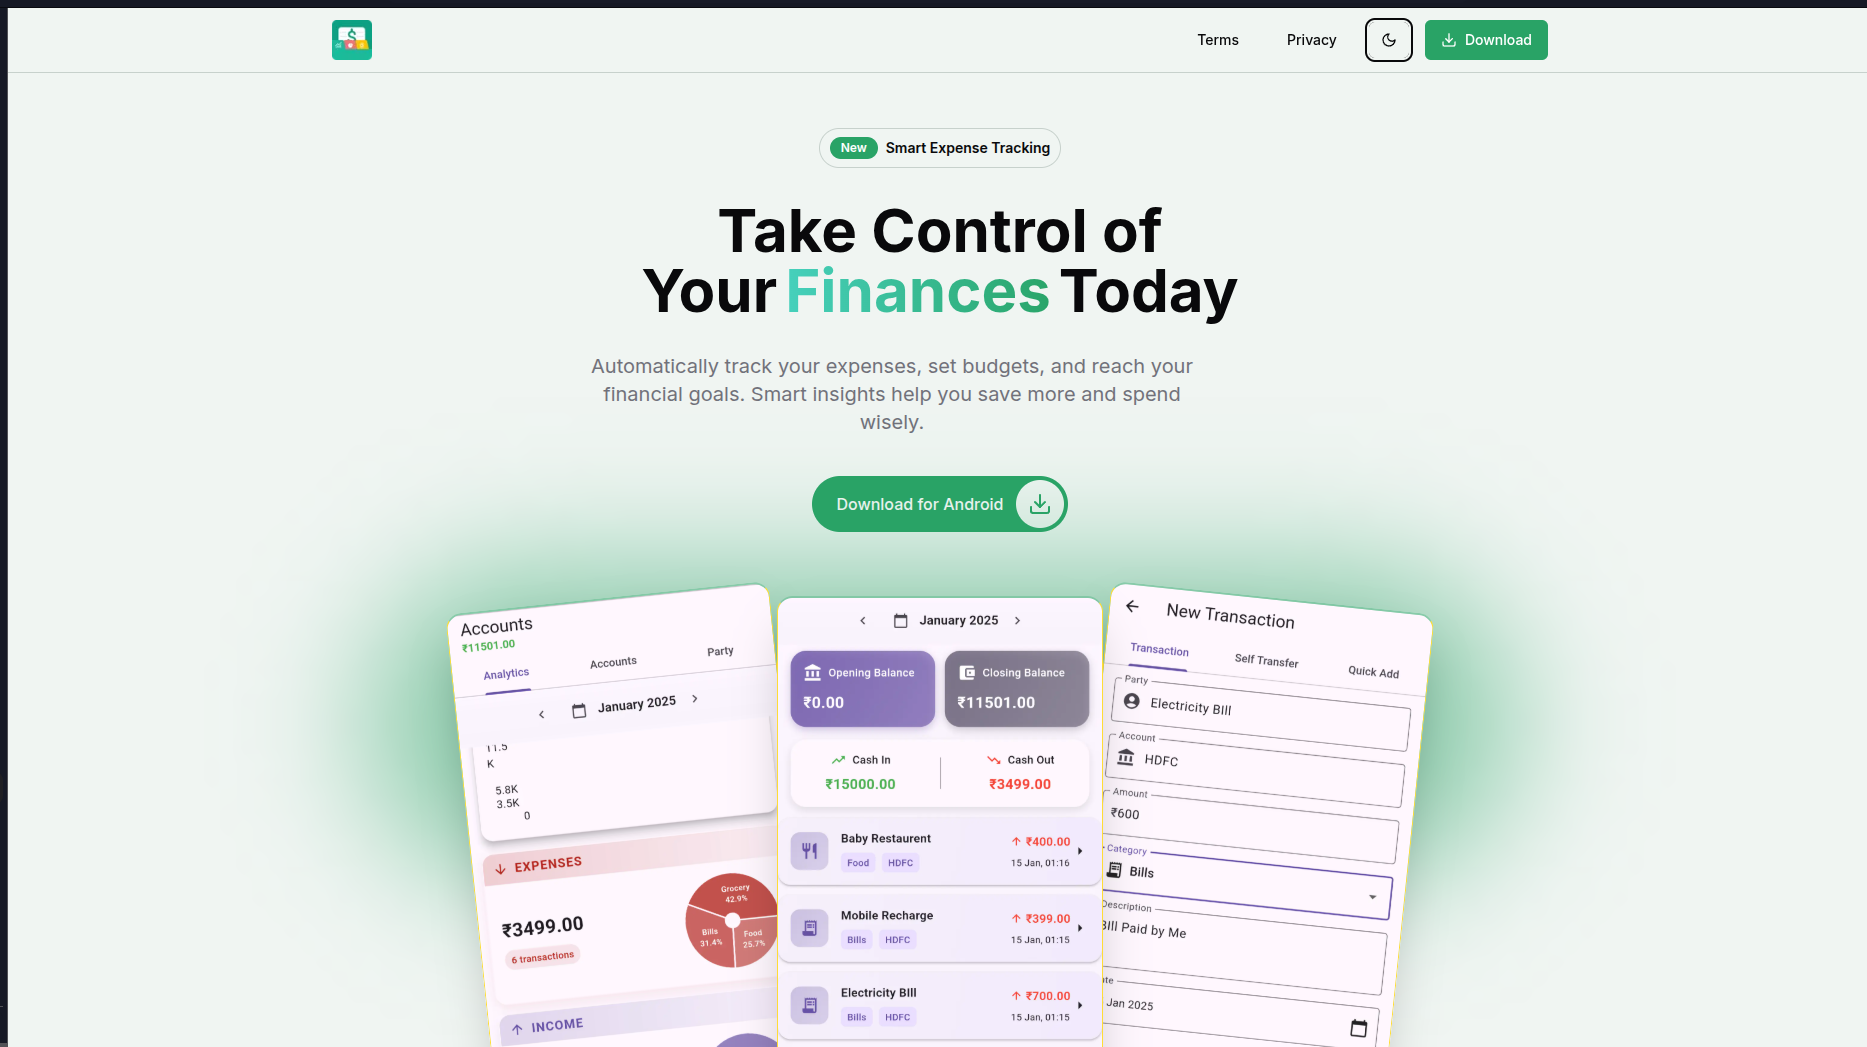 Terms
Privacy
Download
New
Smart Expense Tracking
Take Control of
Your Finances Today
Automatically track your expenses, set budgets, and reach your
financial goals. Smart insights help you save more and spend
wisely.
Download for Android
Accounts
₹11501.00
Analytics
Accounts
Party
January 2025
11.5
K
5.8K
3.5K
0
EXPENSES
₹3499.00
6 transactions
Grocery
42.9%
Bills
31.4%
Food
25.7%
INCOME
January 2025
Opening Balance
₹0.00
Closing Balance
₹11501.00
Cash In
₹15000.00
Cash Out
₹3499.00
Baby Restaurent
₹400.00
Food
HDFC
15 Jan, 01:16
Mobile Recharge
₹399.00
Bills
HDFC
15 Jan, 01:15
Electricity BIll
₹700.00
Bills
HDFC
15 Jan, 01:15
New Transaction
Transaction
Self Transfer
Quick Add
Party
Electricity BIll
Account
HDFC
Amount
₹600
Category
Bills
Description
BIll Paid by Me
Jan 2025